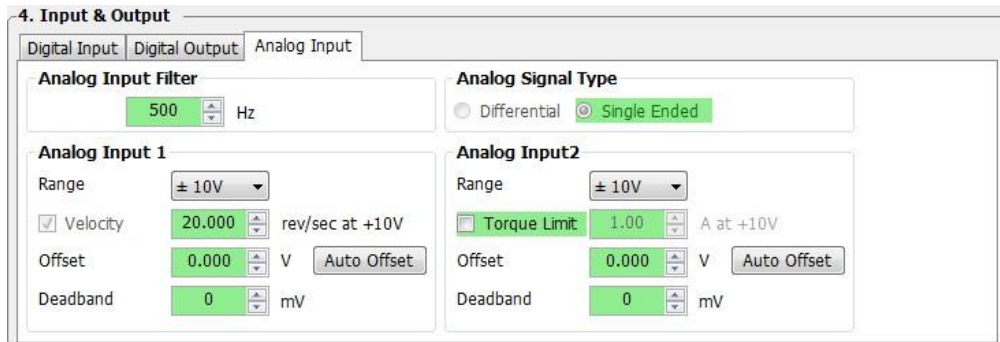 4. Input & Output
Digital Input Digital Output Analog Input
Analog Input Filter
500 Hz
Analog Signal Type
Differential Single Ended
Analog Input 1
Range ± 10V
Velocity 20.000 rev/sec at +10V
Offset 0.000 V Auto Offset
Deadband 0 mV
Analog Input2
Range ± 10V
Torque Limit 1.00 A at +10V
Offset 0.000 V Auto Offset
Deadband 0 mV